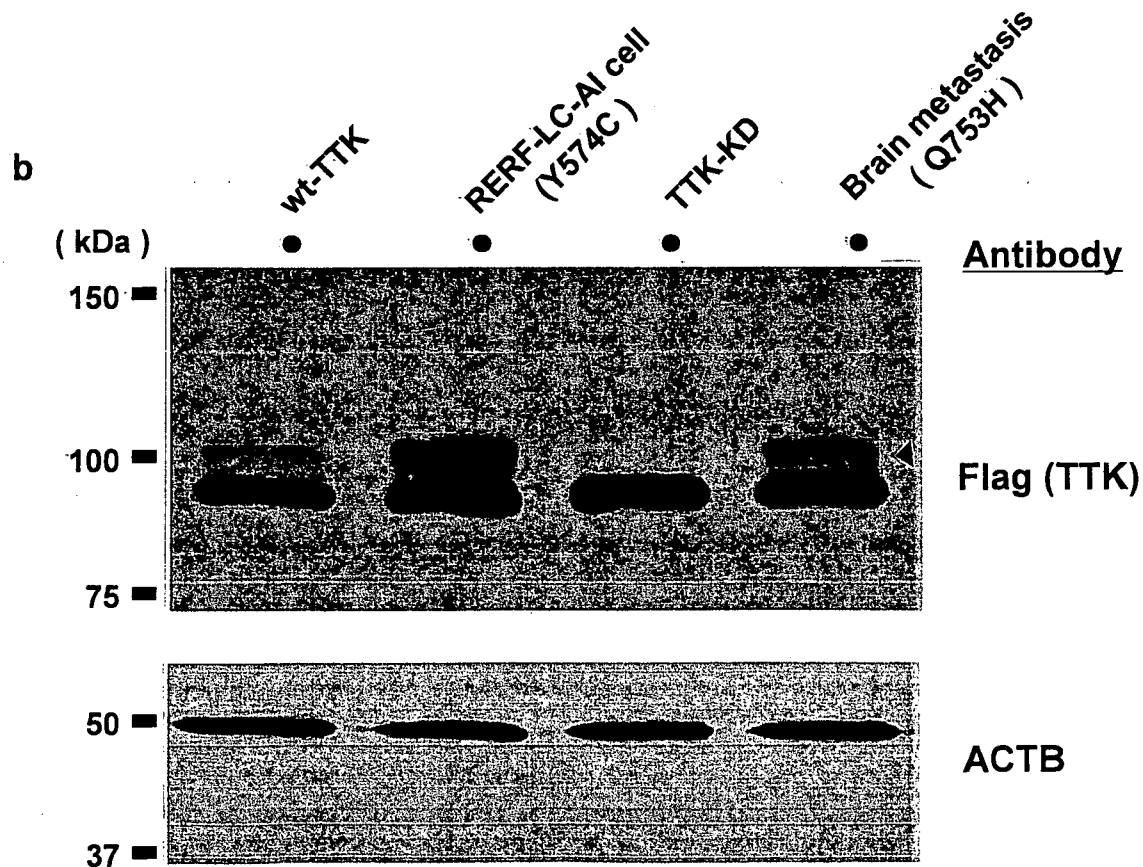 b
wt-TTK
RERF-LC-AI cell
(Y574C)
TTK-KD
Brain metastasis
( Q753H )
( kDa )
Antibody
150
100
Flag (TTK)
75
50
ACTB
37